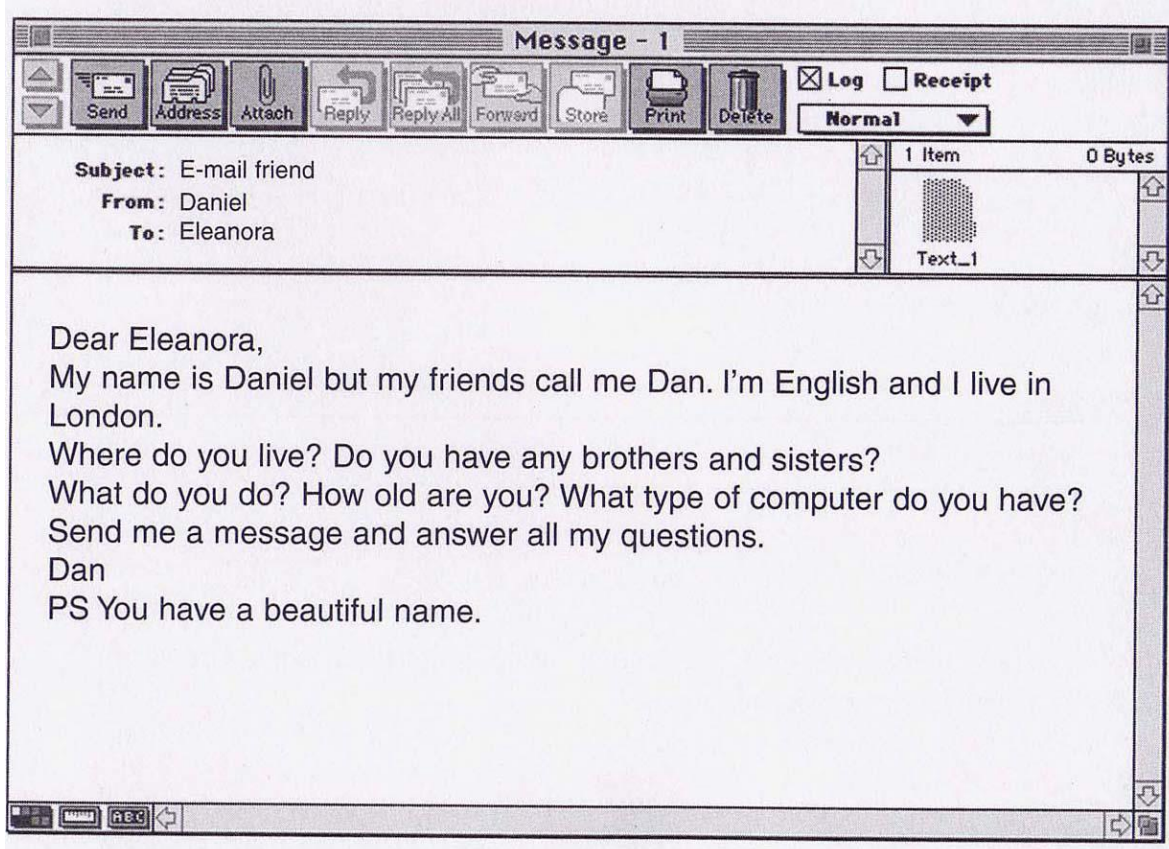 Message - 1
Send Address Attach Reply Reply All Forward Store Print Delete
Log Receipt
Normal
Subject: E-mail friend
From: Daniel
To: Eleanora
1 Item 0 Bytes
Text_1
Dear Eleanora,
My name is Daniel but my friends call me Dan. I'm English and I live in
London.
Where do you live? Do you have any brothers and sisters?
What do you do? How old are you? What type of computer do you have?
Send me a message and answer all my questions.
Dan
PS You have a beautiful name.
ABC